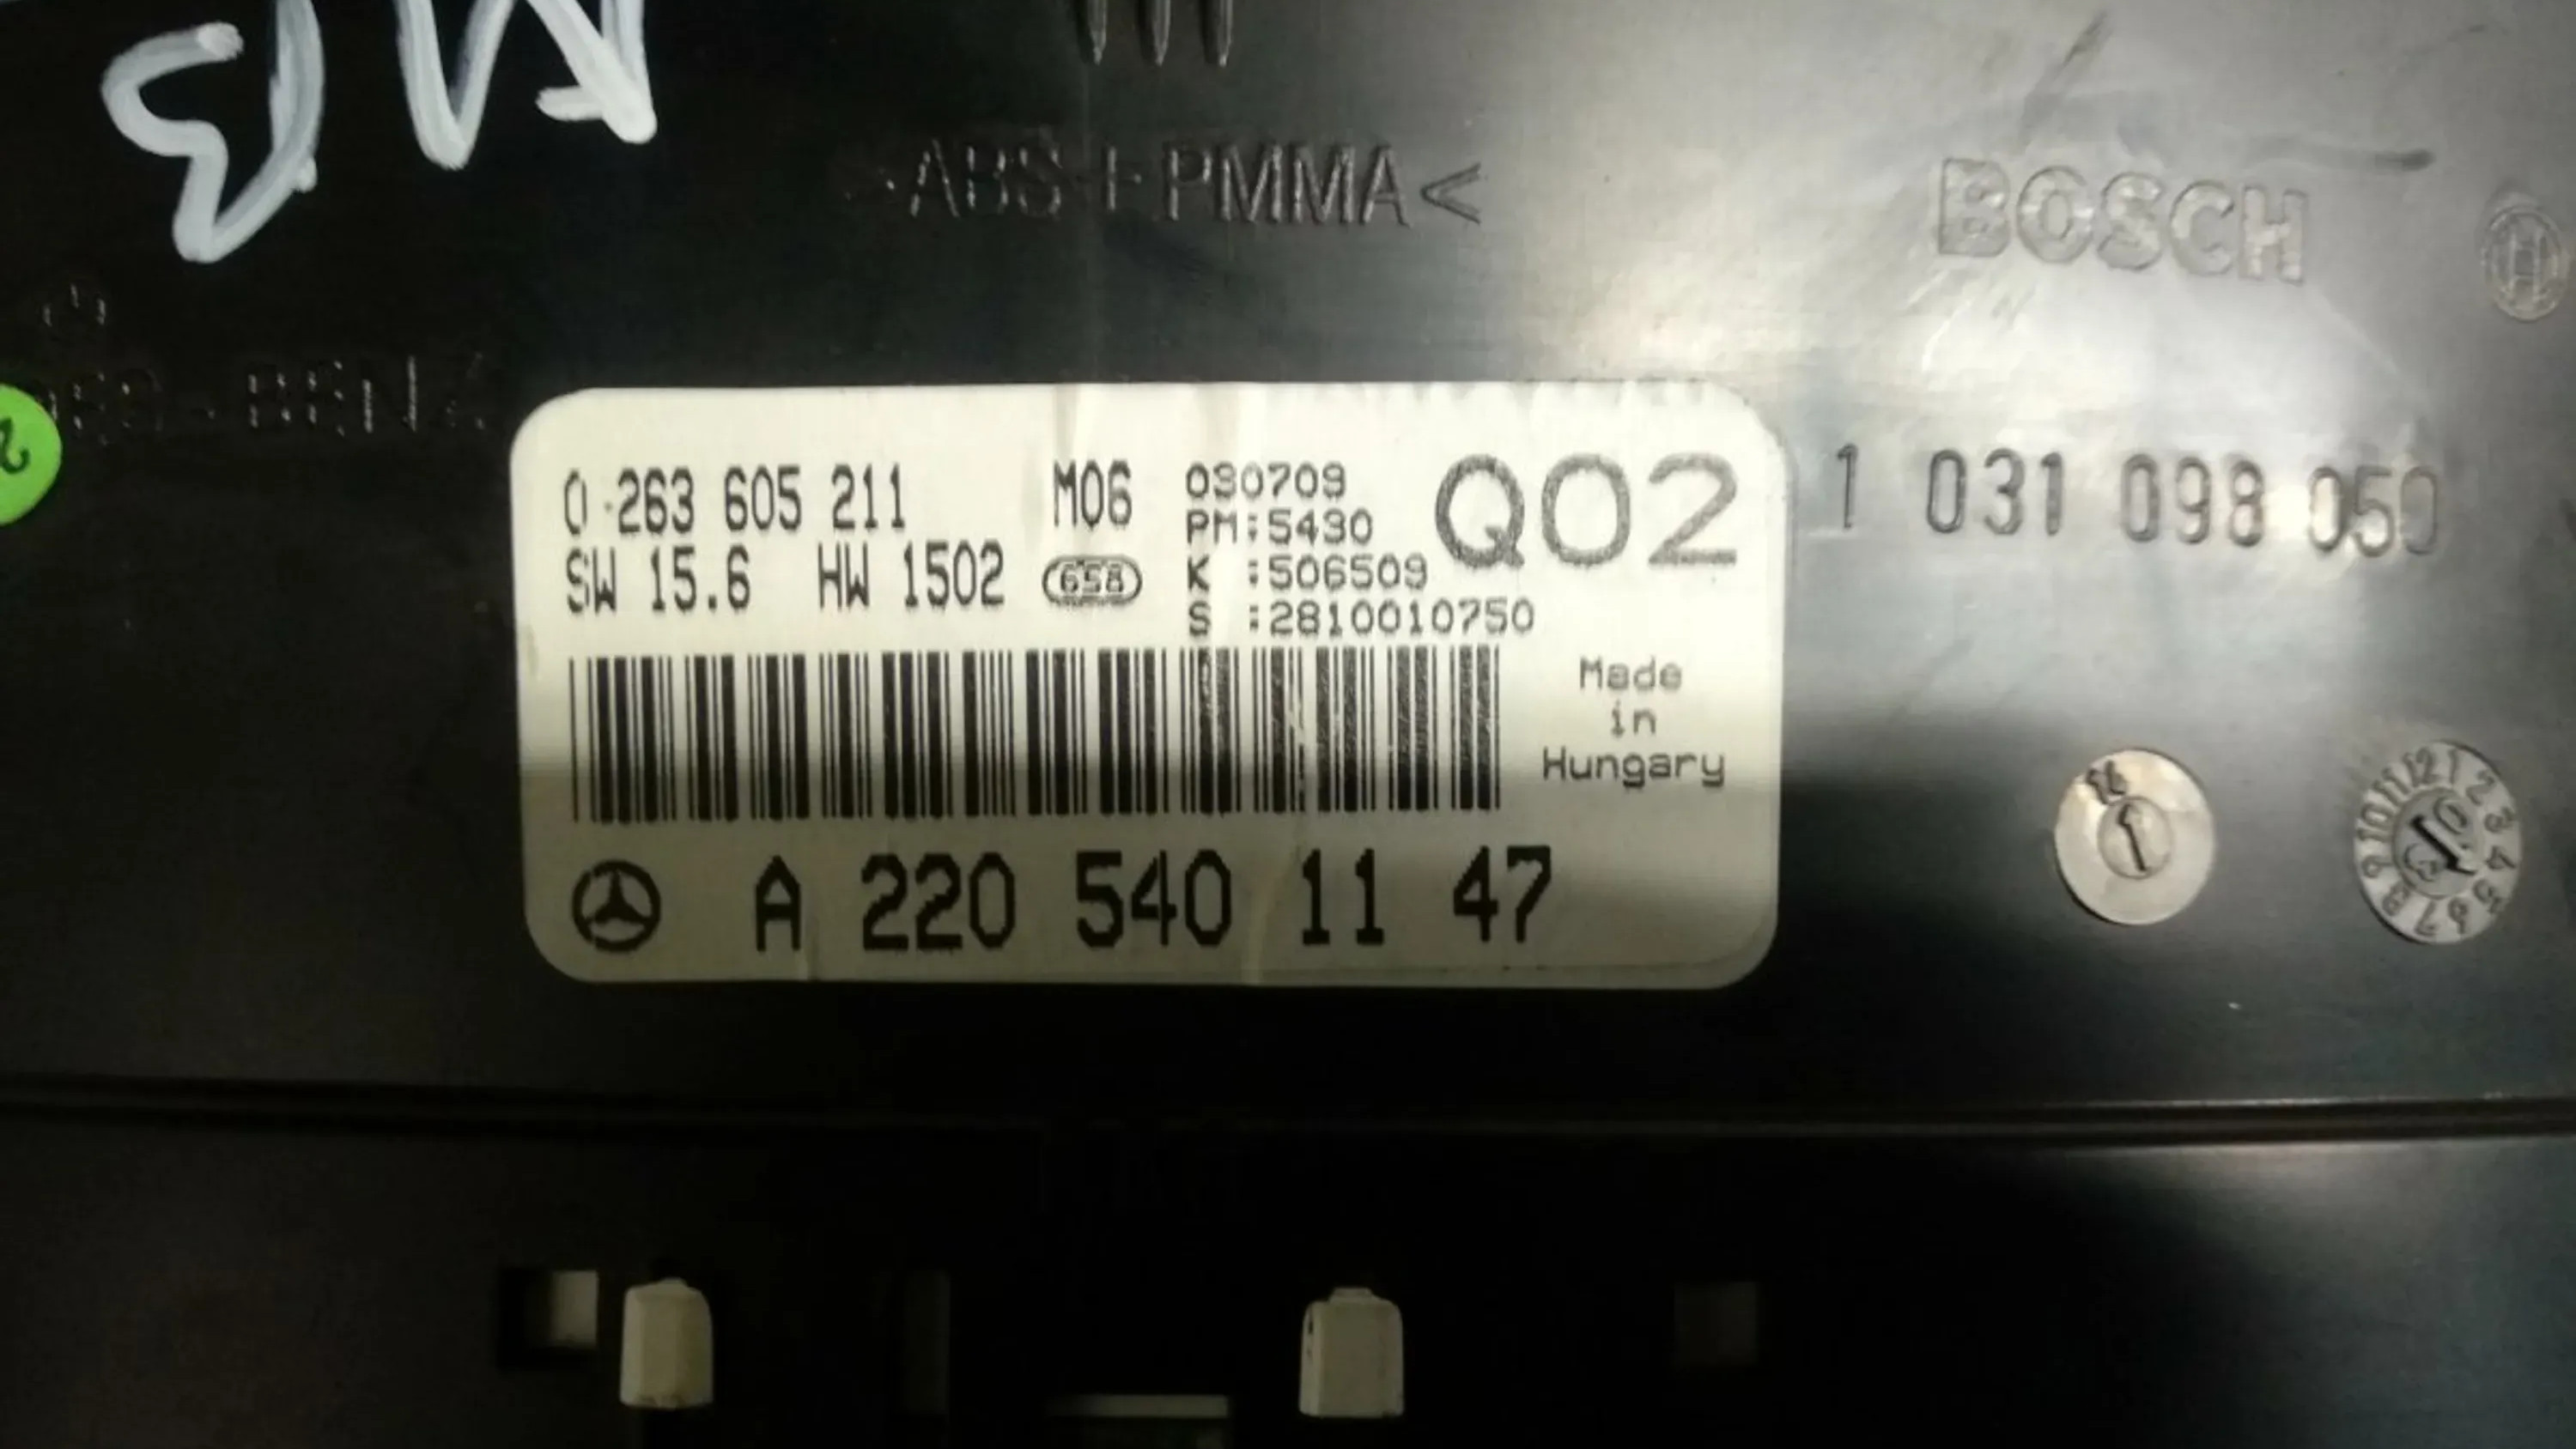 >ABS+PMMA<
BOSCH
0 263 605 211 M06 030709 Q02
PM:5430
SW 15.6 HW 1502 658 K :506509
S :2810010750
1 031 098 050
Made
in
Hungary
A 220 540 11 47